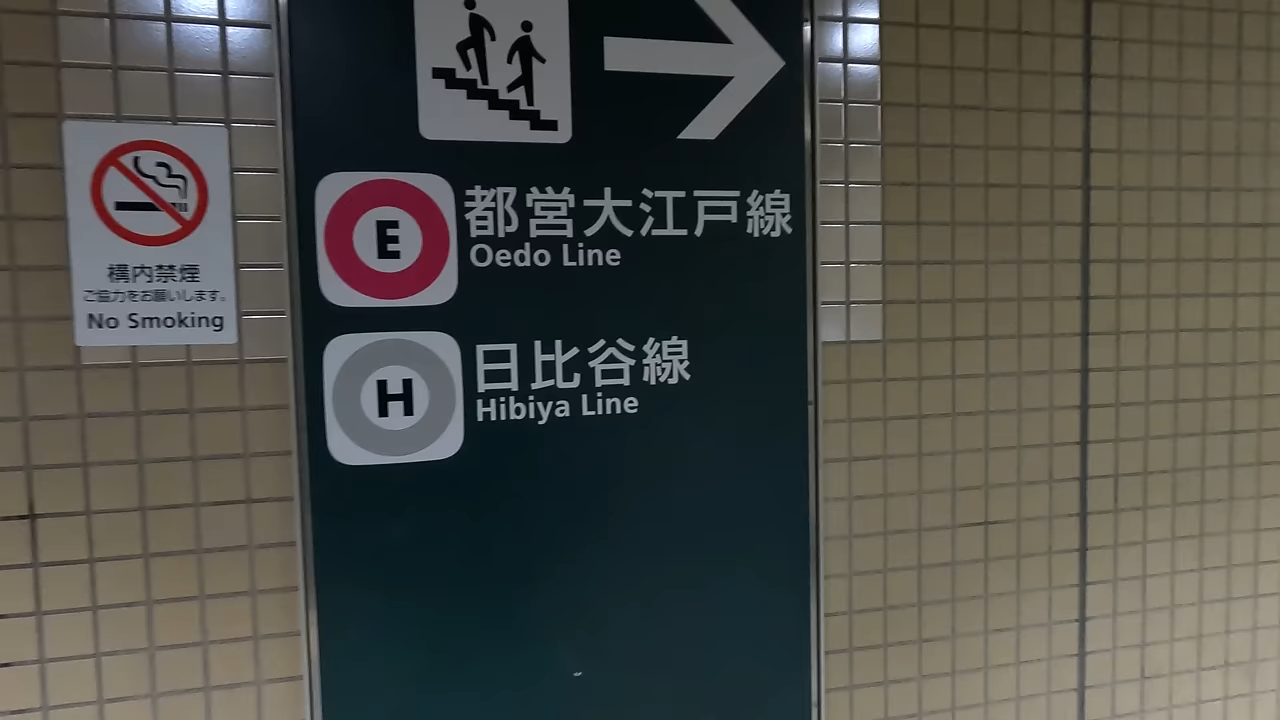 構内禁煙
ご協力をお願いします。
No Smoking
E
都営大江戸線
Oedo Line
H
日比谷線
Hibiya Line